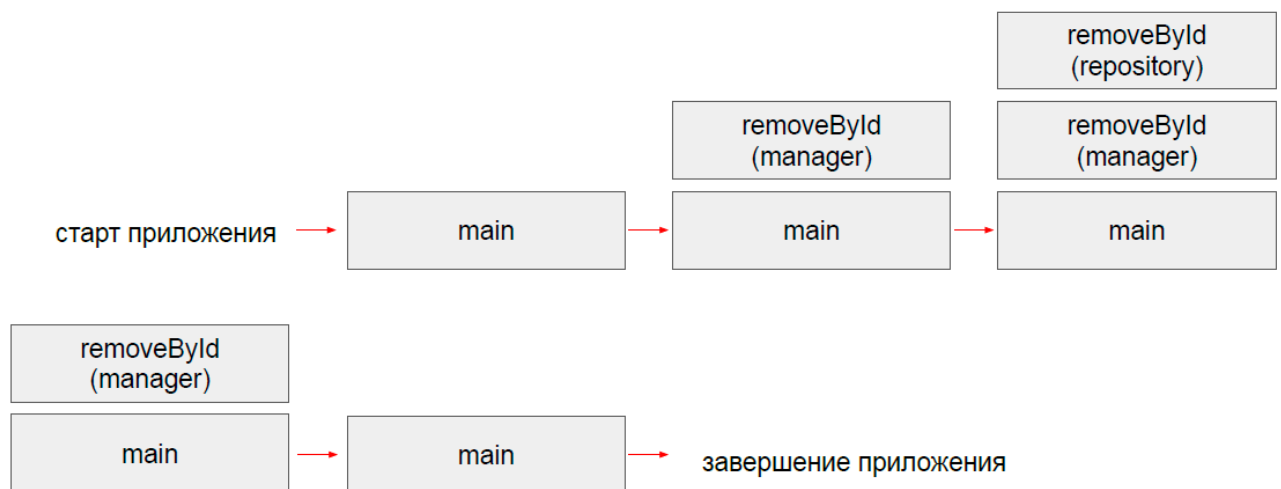 removeById
(repository)
removeById
(manager)
removeById
(manager)
старт приложения
main
main
main
removeById
(manager)
main
main
завершение приложения